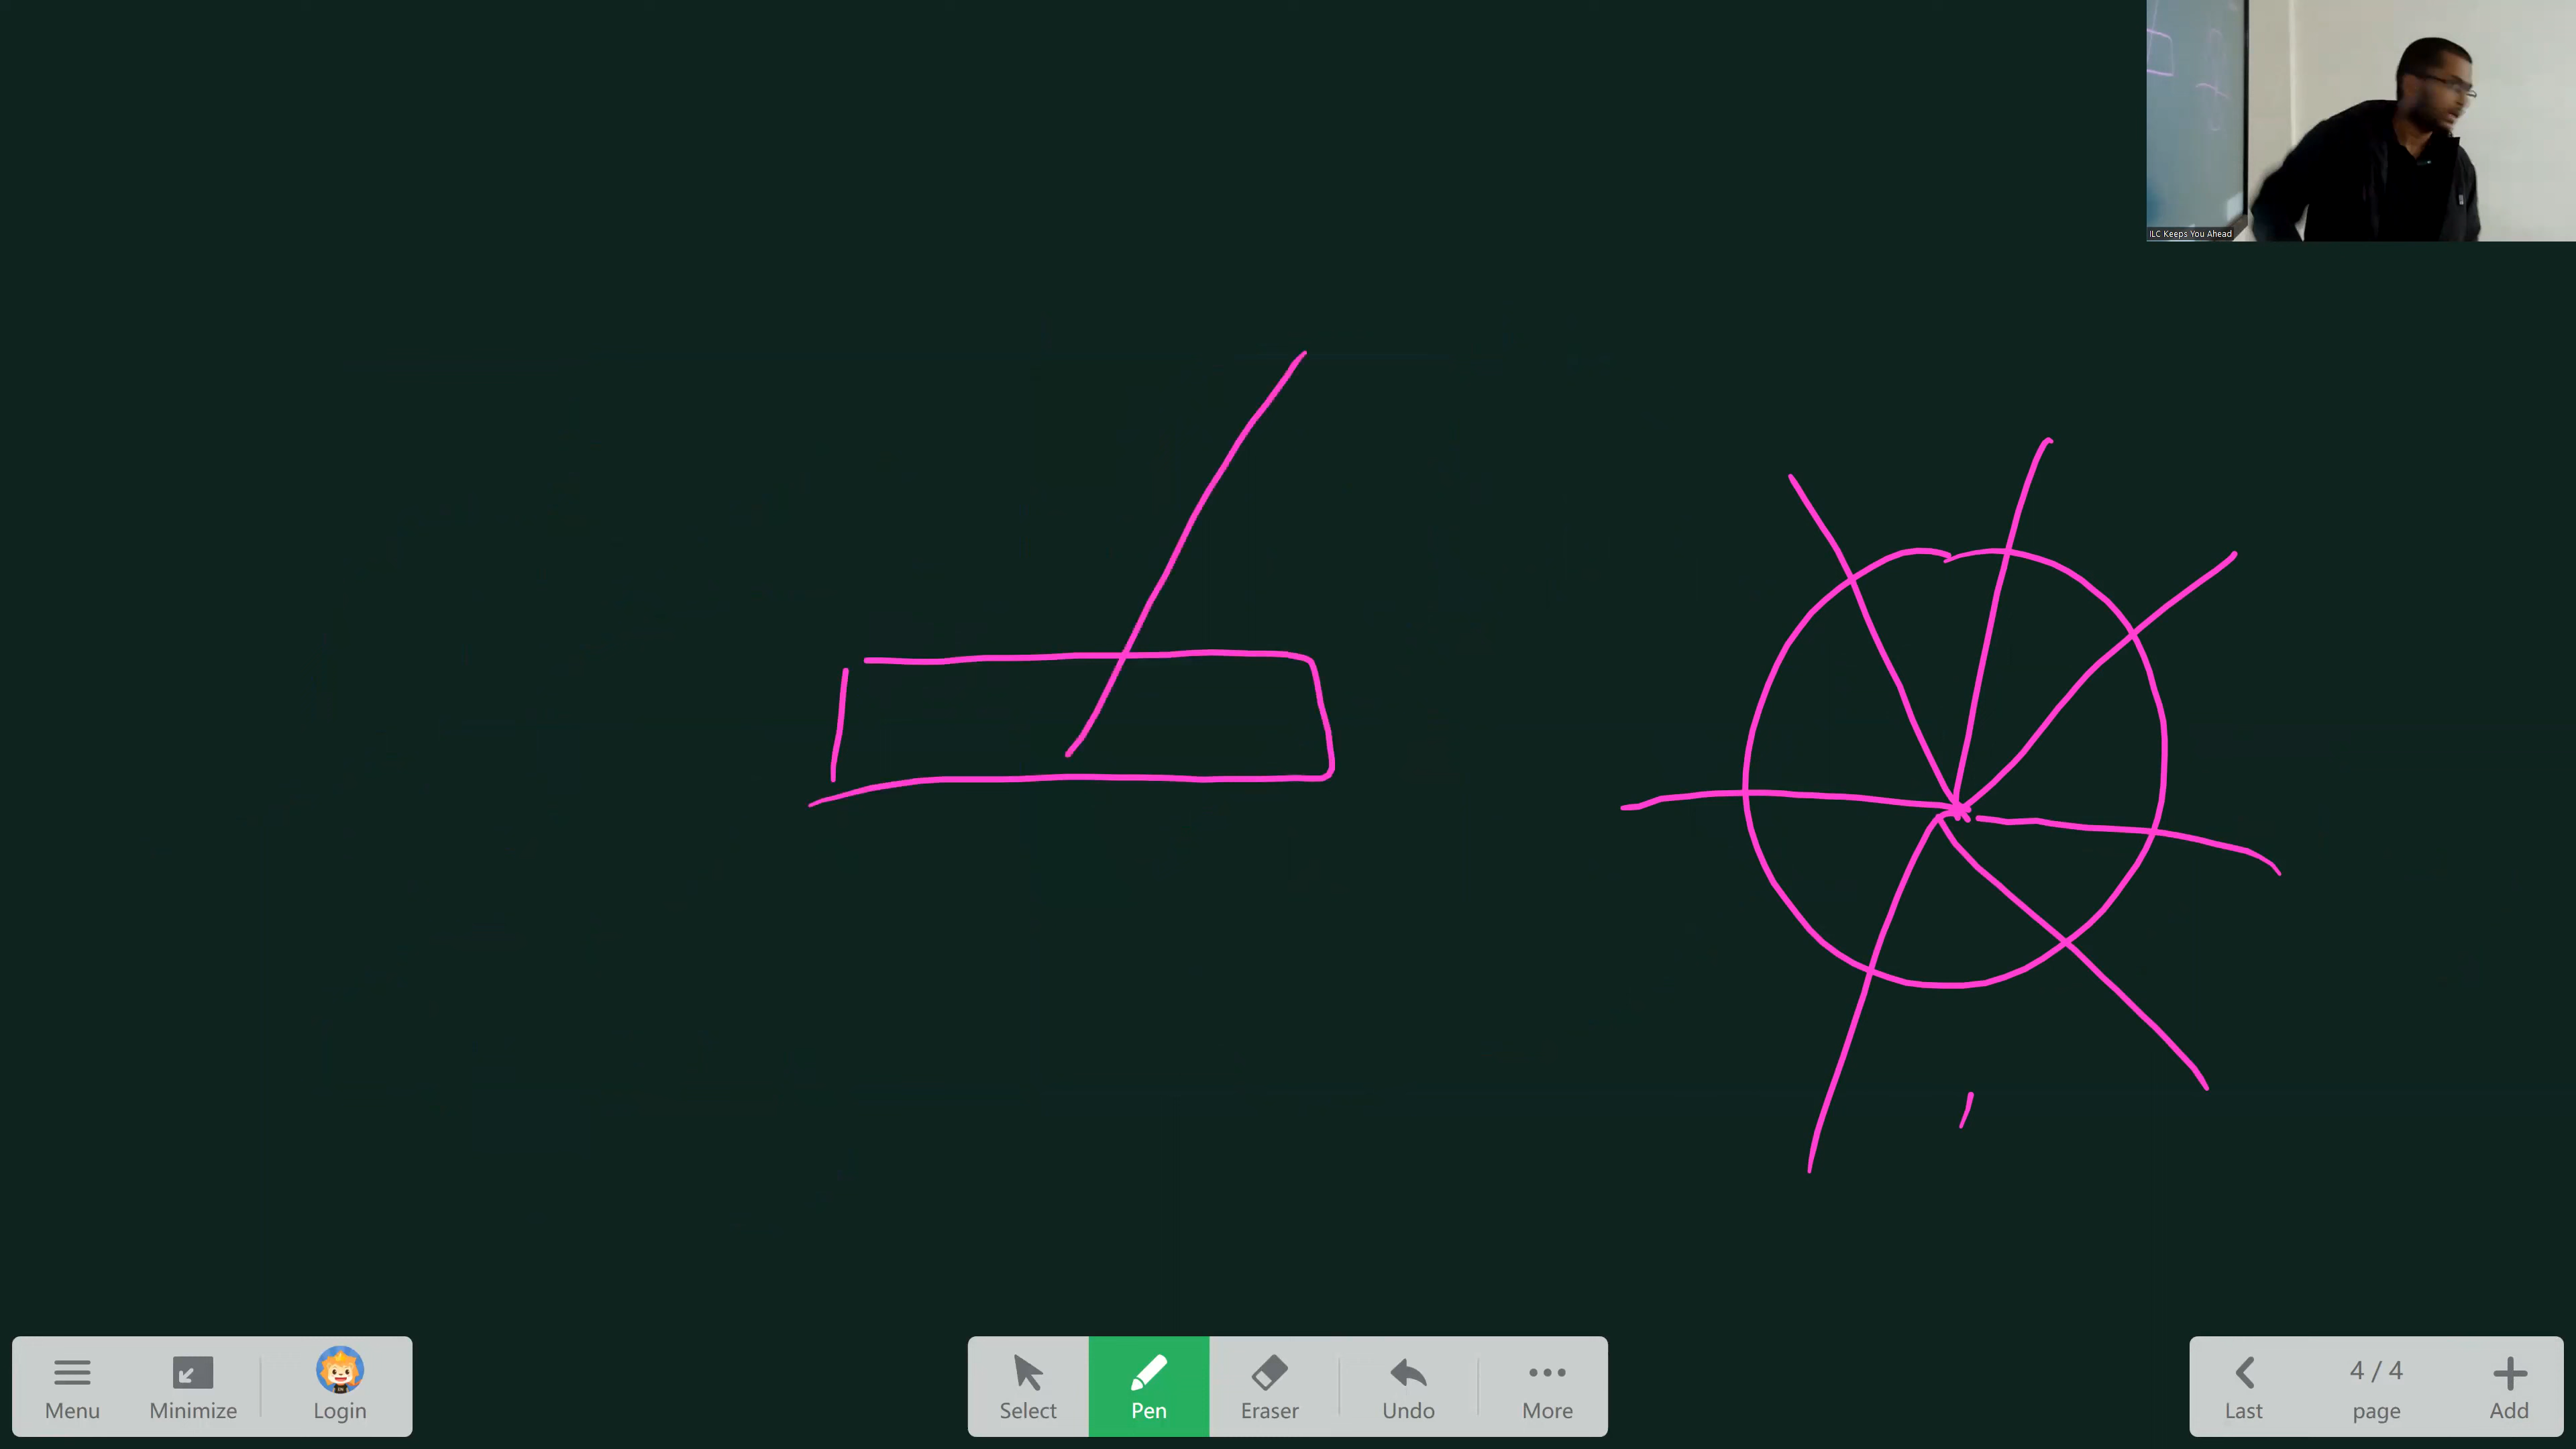 ILC Keeps You Ahead
Menu
Minimize
Login
Select
Pen
Eraser
Undo
More
Last
4 / 4
page
Add